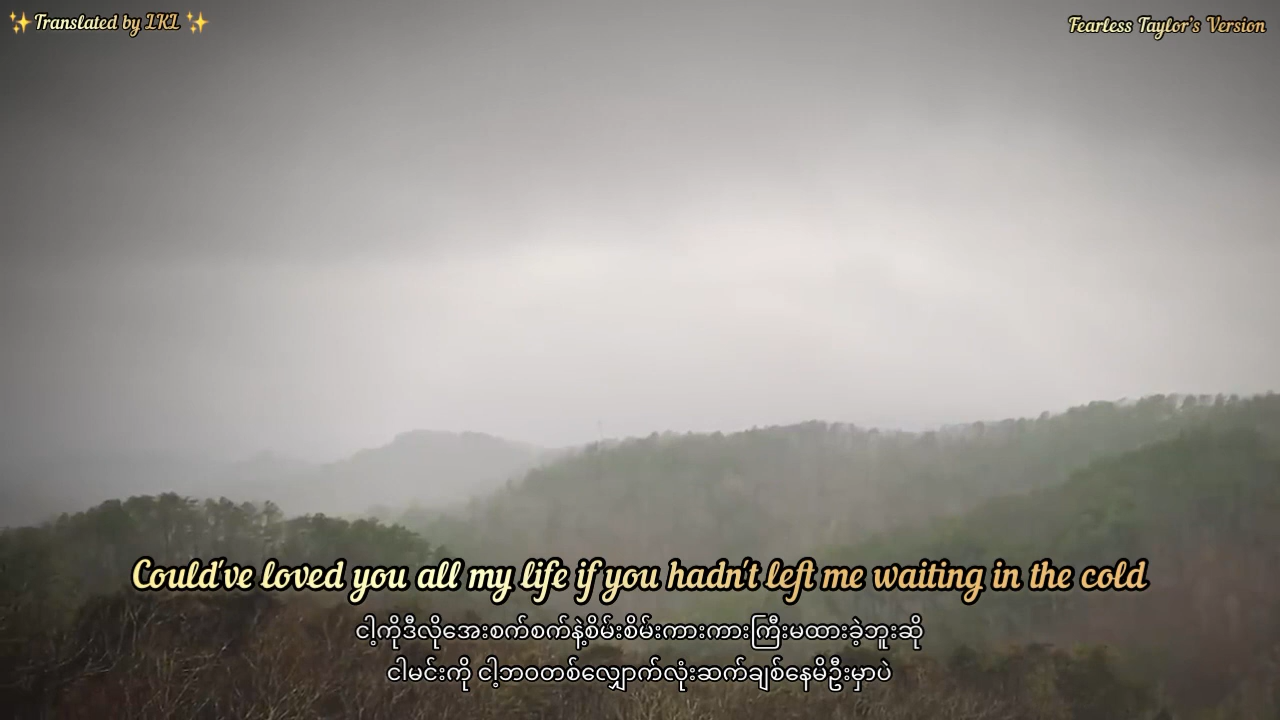 ✨Translated by LKL ✨
Fearless Taylor's Version
Could've loved you all my life if you hadn't left me waiting in the cold
ငါ့ကိုဒီလိုအေးစက်စက်နဲ့စိမ်းစိမ်းကားကားကြီးမထားခဲ့ဘူးဆို
ငါမင်းကို ငါ့ဘဝတစ်လျှောက်လုံးဆက်ချစ်နေမိဦးမှာပဲ